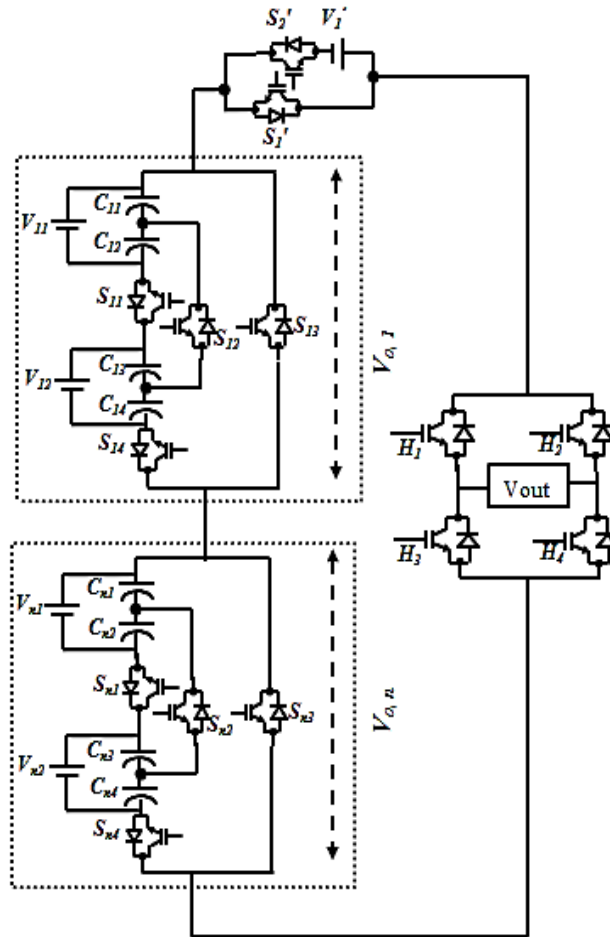 S2' V1'
S1'
C11
V11
C12
S11
S12 S13
C13
V12
C14
S14
Vo, 1
H1 H2
Vout
H3 H4
Cn1
Vn1
Cn2
Sn1
Sn2 Sn3
Cn3
Vn2
Cn4
Sn4
Vo, n